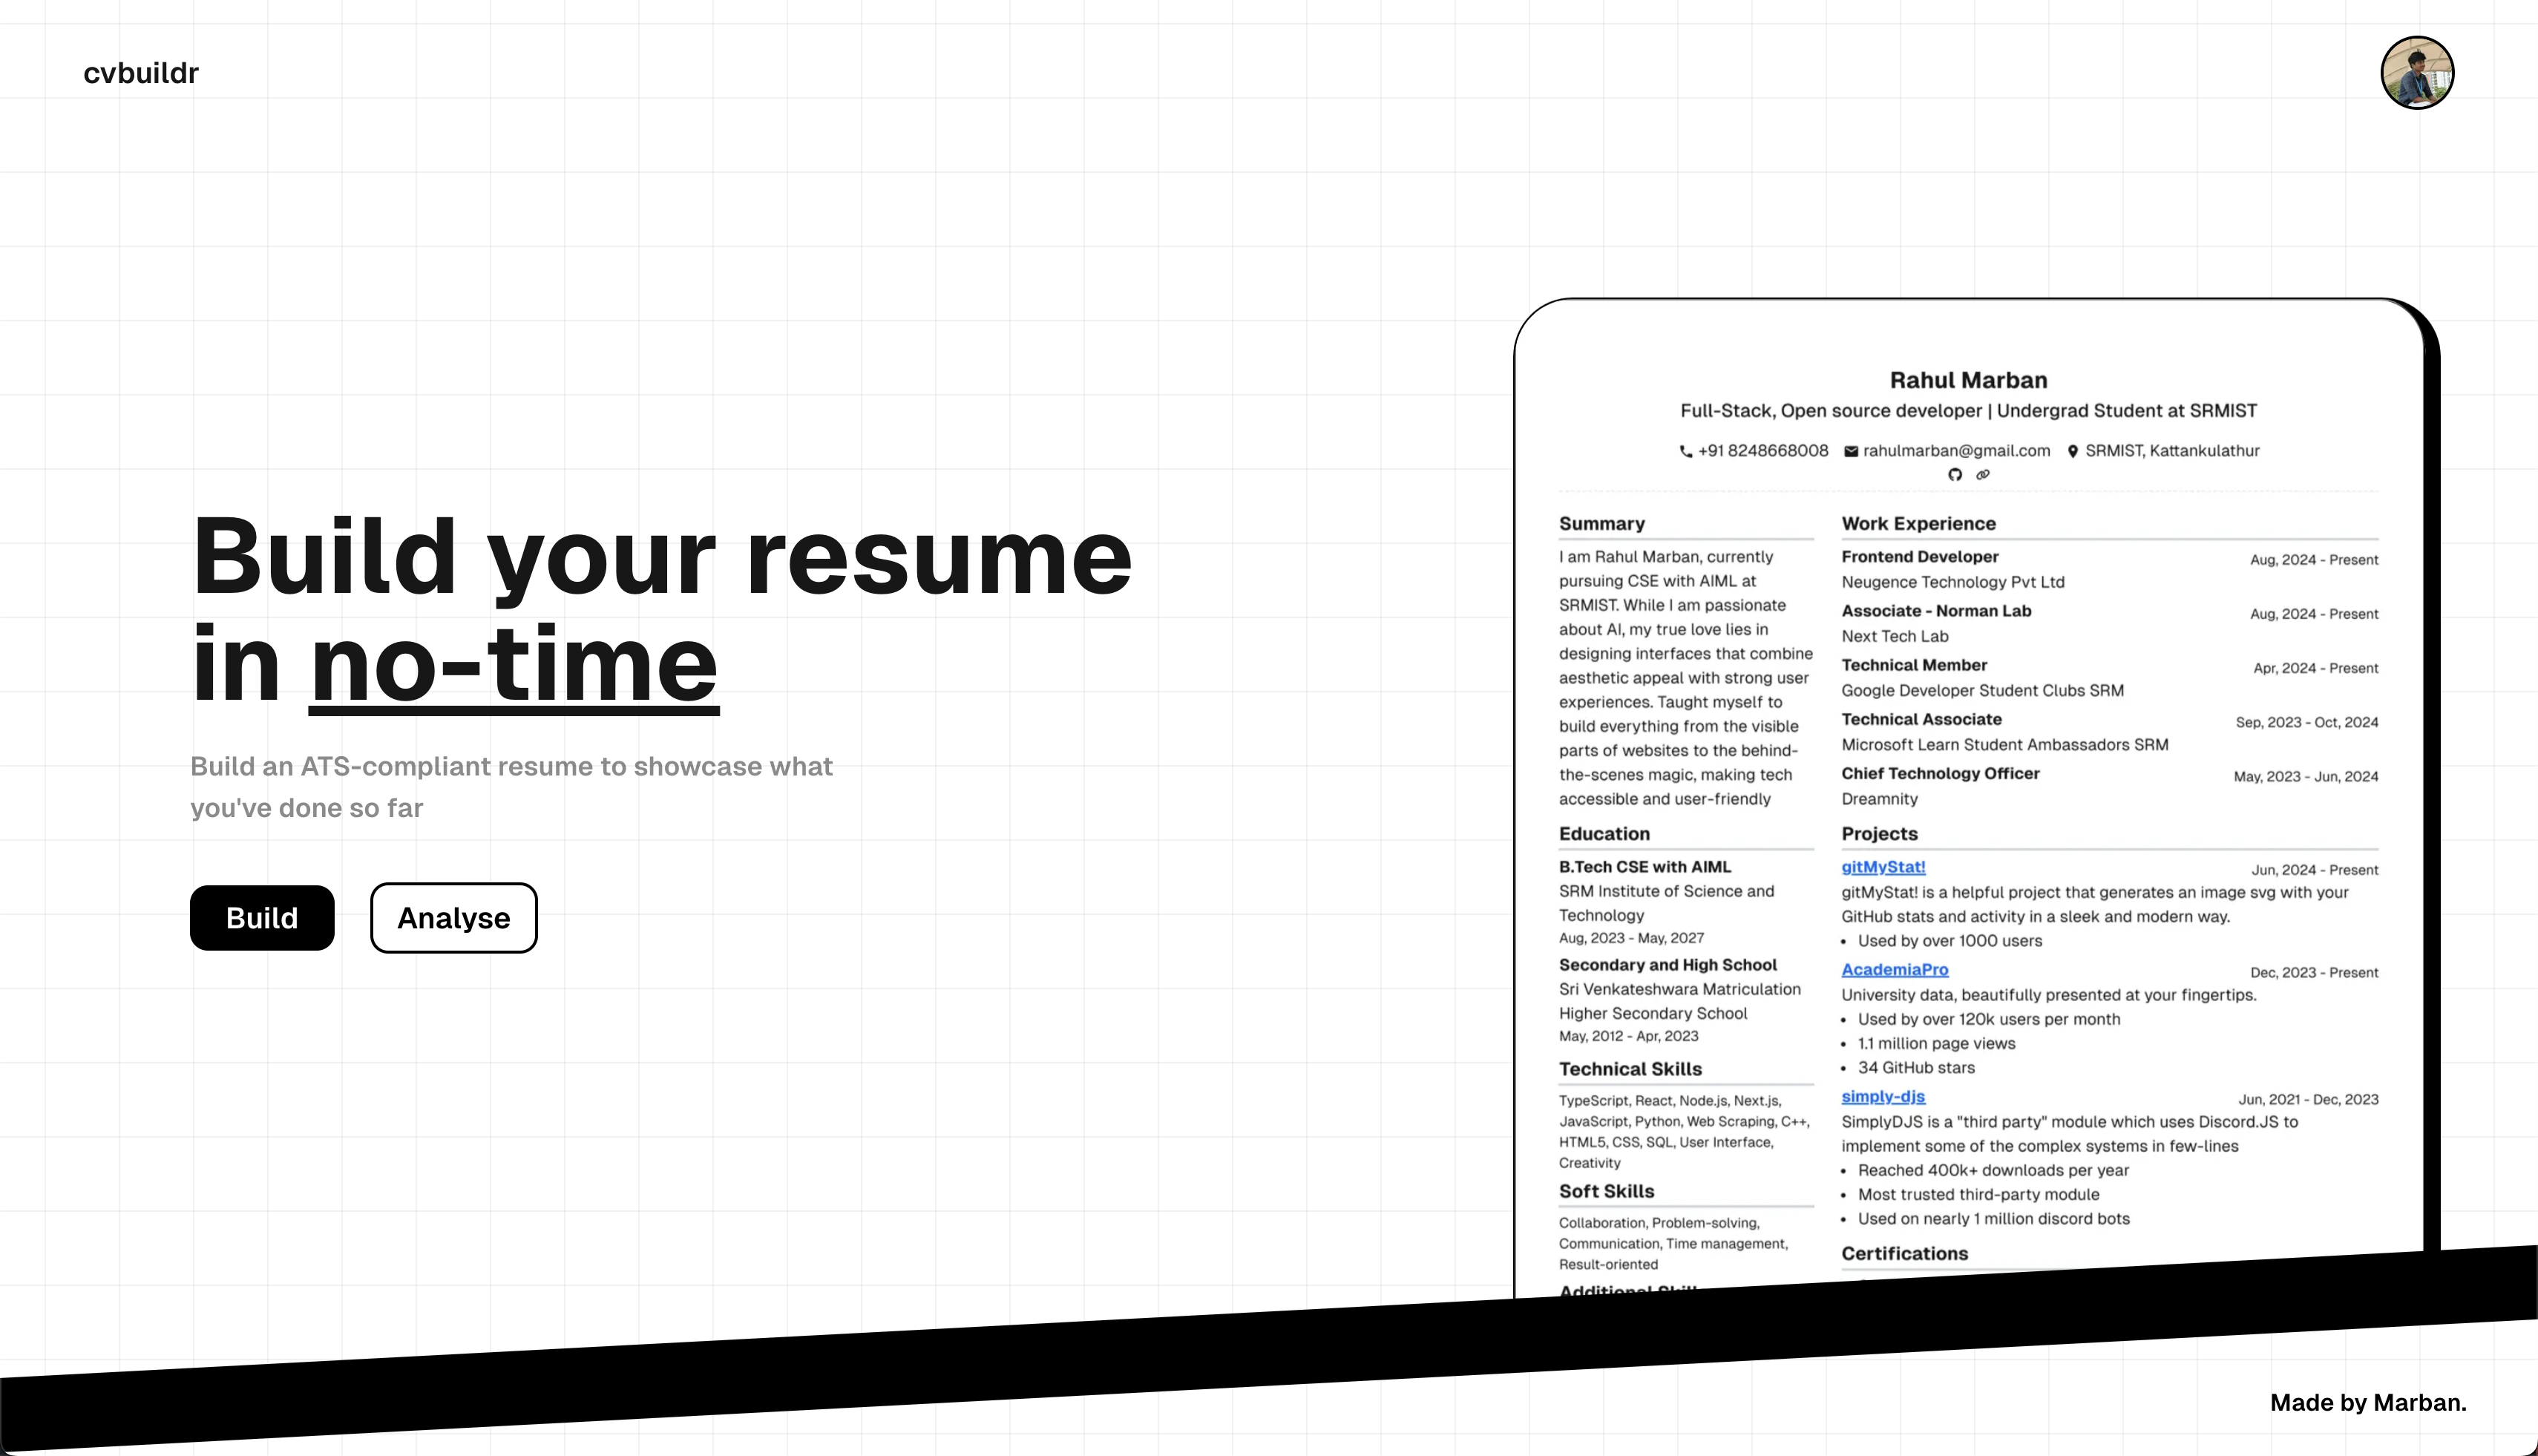 cvbuildr
Build your resume
in no-time
Build an ATS-compliant resume to showcase what
you've done so far
Build
Analyse
Rahul Marban
Full-Stack, Open source developer | Undergrad Student at SRMIST
+91 8248668008 rahulmarban@gmail.com SRMIST, Kattankulathur
Summary
I am Rahul Marban, currently
pursuing CSE with AIML at
SRMIST. While I am passionate
about AI, my true love lies in
designing interfaces that combine
aesthetic appeal with strong user
experiences. Taught myself to
build everything from the visible
parts of websites to the behind-
the-scenes magic, making tech
accessible and user-friendly
Education
B.Tech CSE with AIML
SRM Institute of Science and
Technology
Aug, 2023 - May, 2027
Secondary and High School
Sri Venkateshwara Matriculation
Higher Secondary School
May, 2012 - Apr, 2023
Technical Skills
TypeScript, React, Node.js, Next.js,
JavaScript, Python, Web Scraping, C++,
HTML5, CSS, SQL, User Interface,
Creativity
Soft Skills
Collaboration, Problem-solving,
Communication, Time management,
Result-oriented
Additional Skill
Work Experience
Frontend Developer Aug, 2024 - Present
Neugence Technology Pvt Ltd
Associate - Norman Lab Aug, 2024 - Present
Next Tech Lab
Technical Member Apr, 2024 - Present
Google Developer Student Clubs SRM
Technical Associate Sep, 2023 - Oct, 2024
Microsoft Learn Student Ambassadors SRM
Chief Technology Officer May, 2023 - Jun, 2024
Dreamnity
Projects
gitMyStat! Jun, 2024 - Present
gitMyStat! is a helpful project that generates an image svg with your
GitHub stats and activity in a sleek and modern way.
• Used by over 1000 users
AcademiaPro Dec, 2023 - Present
University data, beautifully presented at your fingertips.
• Used by over 120k users per month
• 1.1 million page views
• 34 GitHub stars
simply-djs Jun, 2021 - Dec, 2023
SimplyDJS is a "third party" module which uses Discord.JS to
implement some of the complex systems in few-lines
• Reached 400k+ downloads per year
• Most trusted third-party module
• Used on nearly 1 million discord bots
Certifications
Made by Marban.